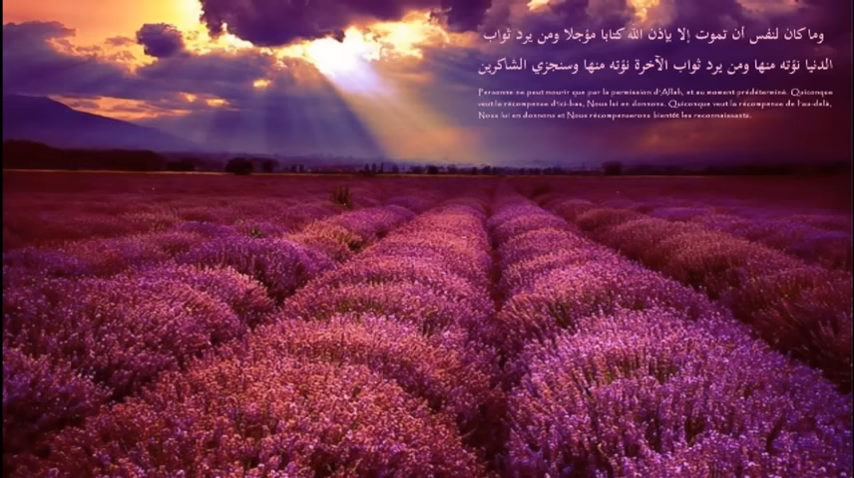 وما كان لنفس أن تموت إلا بإذن الله كتابا مؤجلا ومن يرد ثواب
الدنيا نؤته منها ومن يرد ثواب الآخرة نؤته منها وسنجزي الشاكرين
Personne ne peut mourir que par la permission d'Allah, et au moment prédéterminé. Quiconque
veut la récompense d'ici-bas, Nous lui en donnons. Quiconque veut la récompense de l'au-delà,
Nous lui en donnons et Nous récompenserons bientôt les reconnaissants.